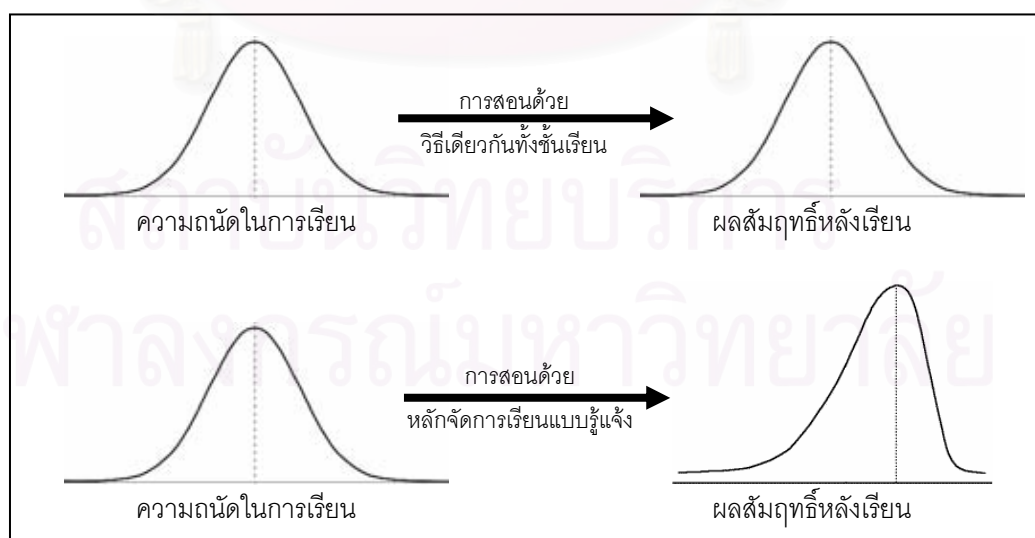 การสอนด้วย
วิธีเดียวกันทั้งชั้นเรียน
ความถนัดในการเรียน
ผลสัมฤทธิ์หลังเรียน
สถาบันวิทยบริการ
จุฬาลงกรณ์มหาวิทยาลัย
การสอนด้วย
หลักจัดการเรียนแบบรู้แจ้ง
ความถนัดในการเรียน
ผลสัมฤทธิ์หลังเรียน